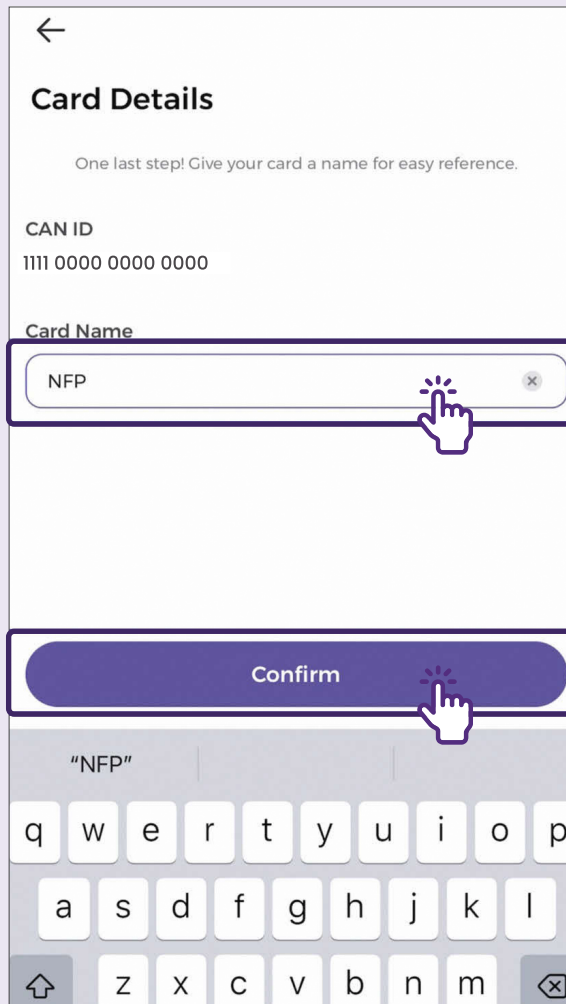 Card Details
One last step! Give your card a name for easy reference.
CAN ID
1111 0000 0000 0000
Card Name
NFP
Confirm
“NFP”
q w e r t y u i o p
a s d f g h j k l
z x c v b n m